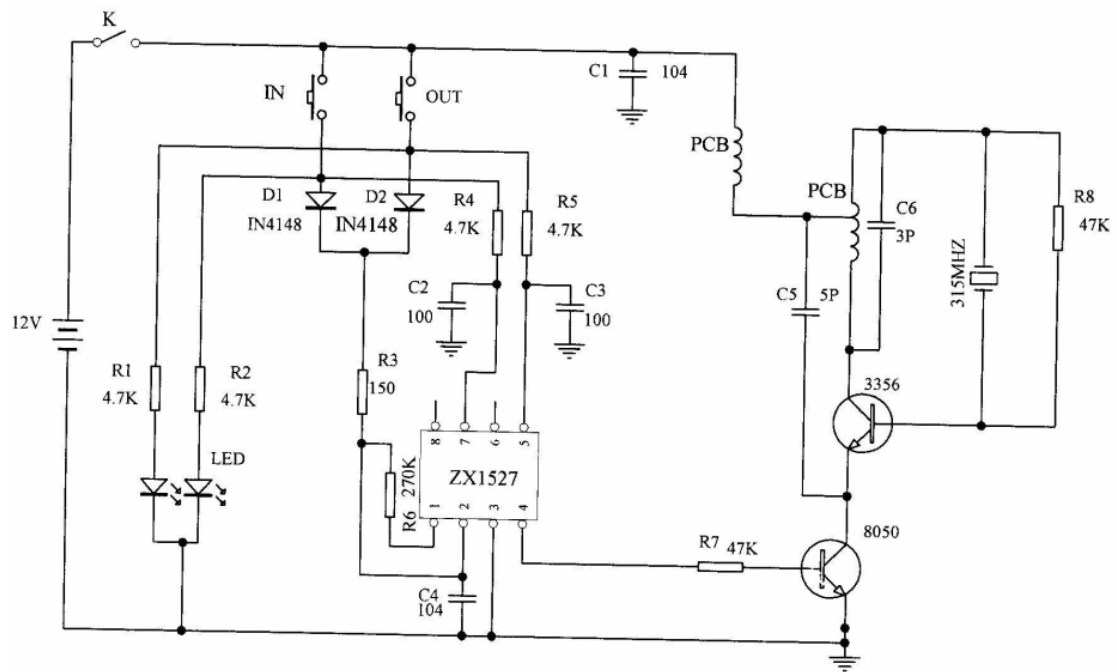 K
C1 104
IN
OUT
PCB
PCB
D1
IN4148
D2
IN4148
R4
4.7K
R5
4.7K
C6
3P
R8
47K
315MHZ
12V
C2
100
C3
100
C5 5P
R3
150
R1
4.7K
R2
4.7K
3356
LED
8
7
6
5
ZX1527
R6 270K
1
2
3
4
8050
R7 47K
C4
104